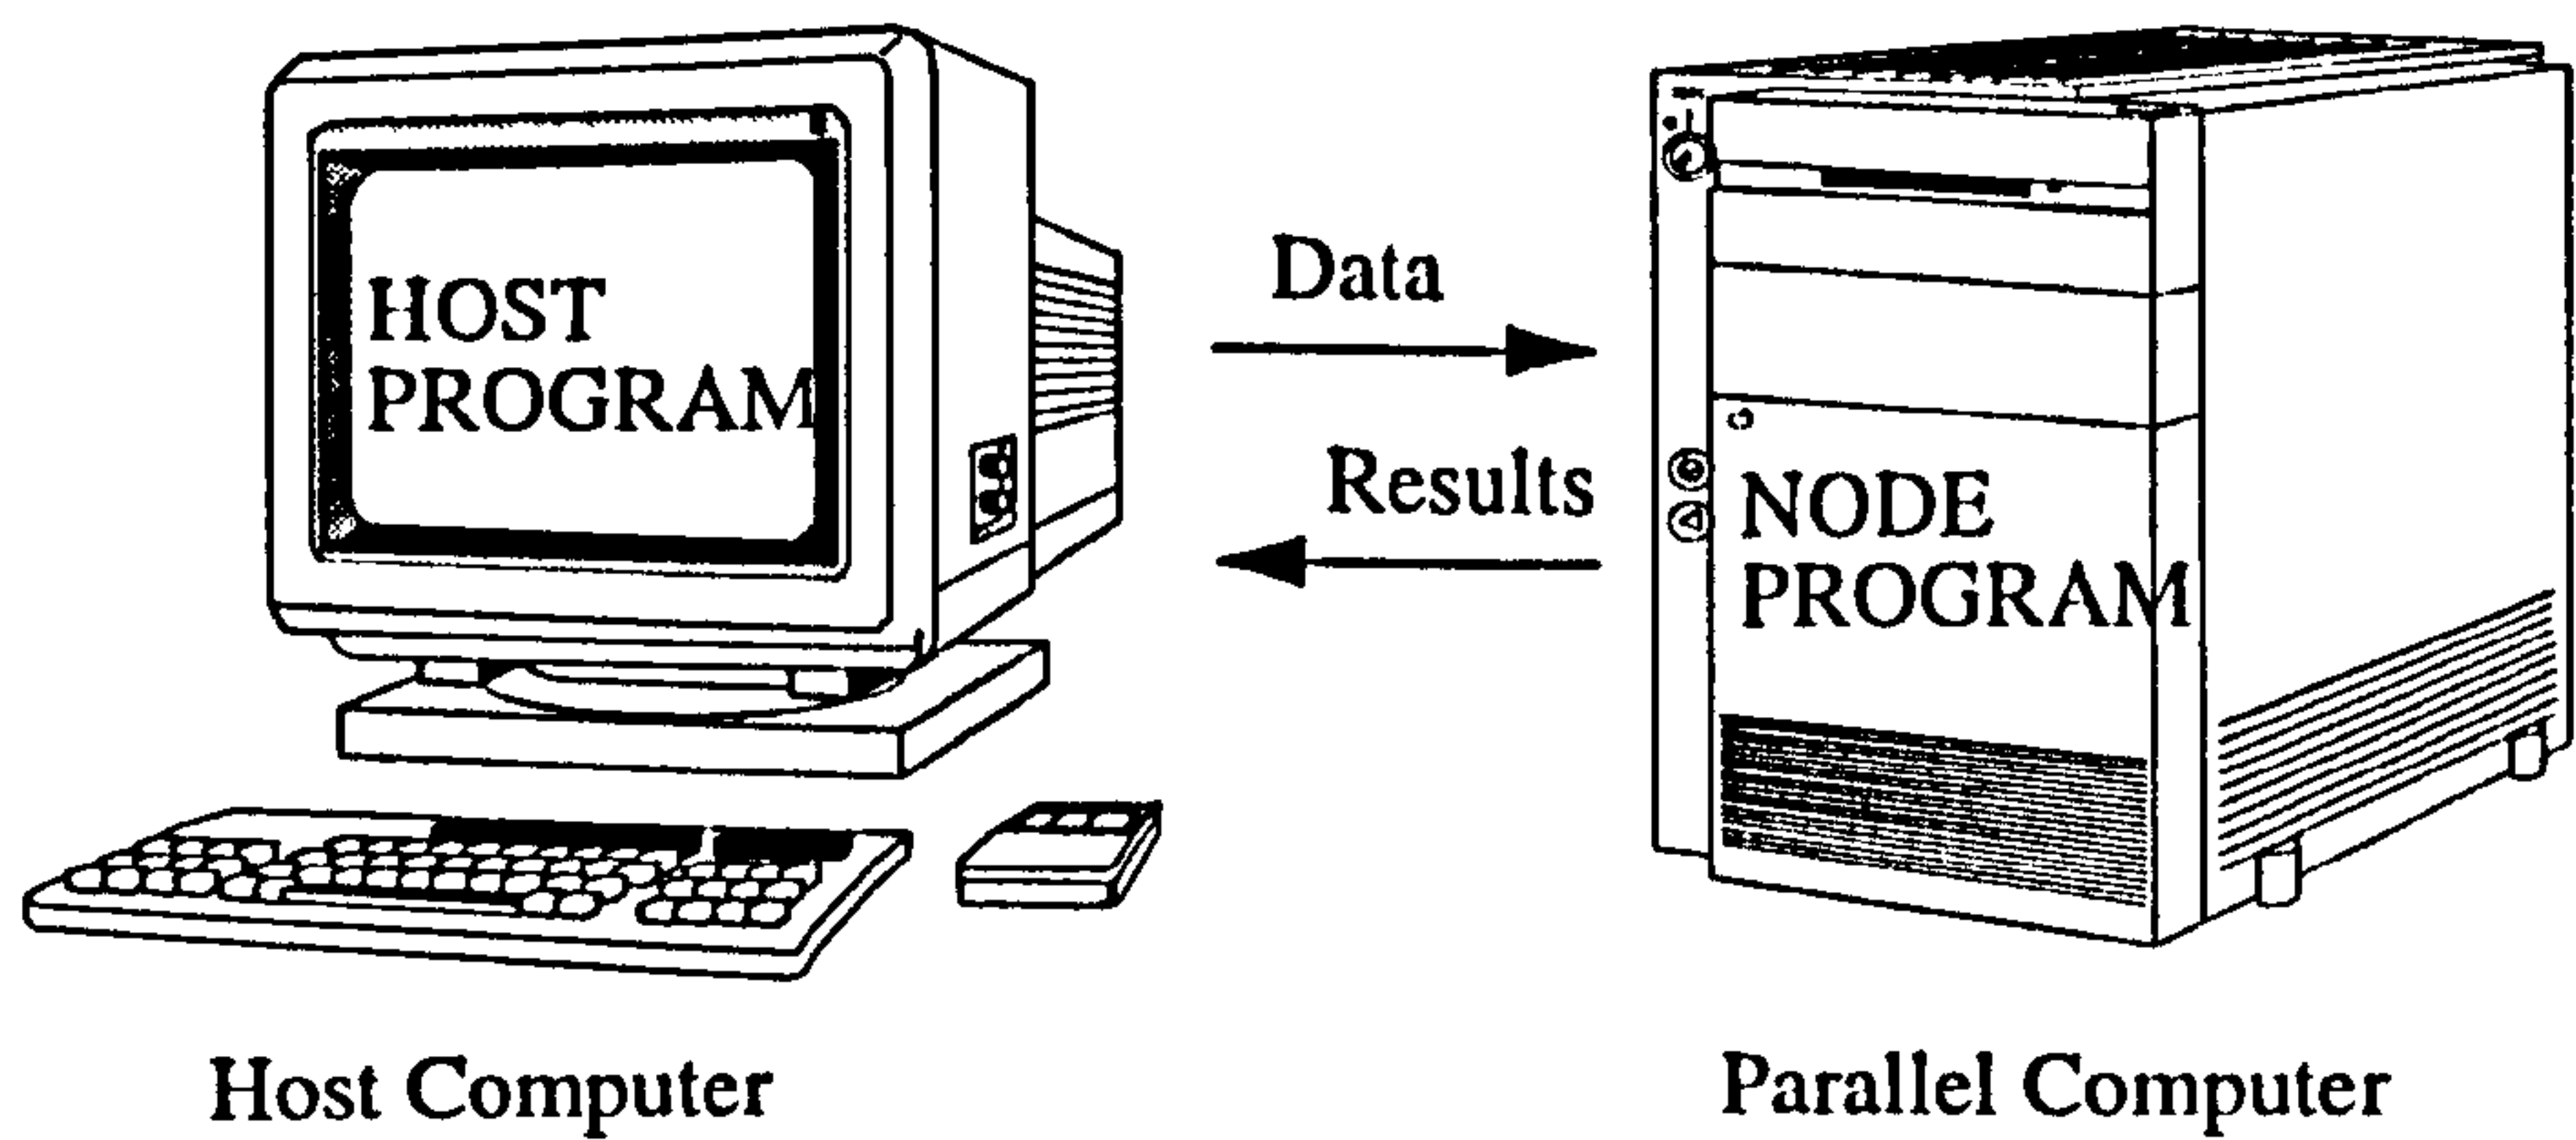 HOST
PROGRAM
Data
Results
NODE
PROGRAM
Host Computer
Parallel Computer